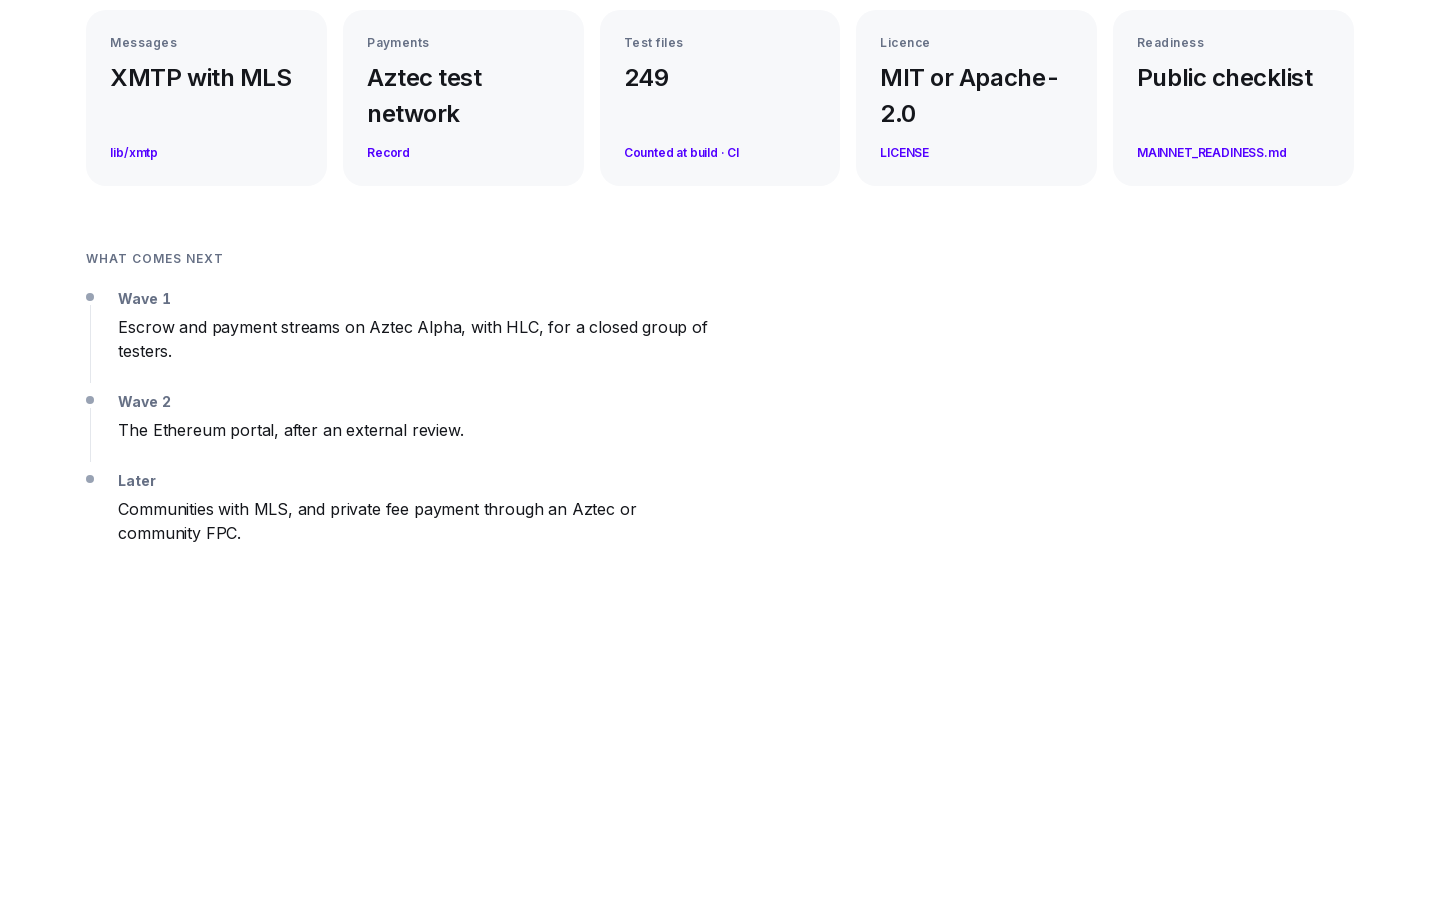 Messages
XMTP with MLS
lib/xmtp
Payments
Aztec test
network
Record
Test files
249
Counted at build · CI
Licence
MIT or Apache-
2.0
LICENSE
Readiness
Public checklist
MAINNET_READINESS.md
WHAT COMES NEXT
Wave 1
Escrow and payment streams on Aztec Alpha, with HLC, for a closed group of
testers.
Wave 2
The Ethereum portal, after an external review.
Later
Communities with MLS, and private fee payment through an Aztec or
community FPC.